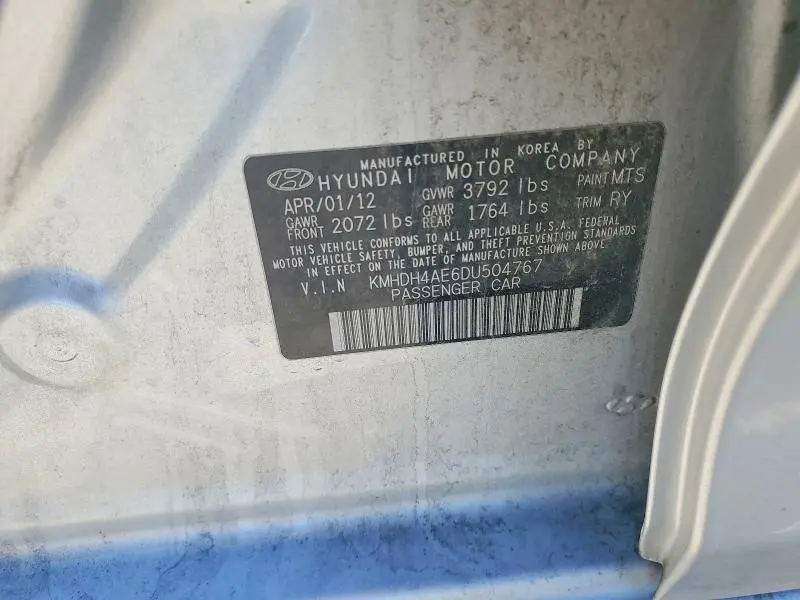 MANUFACTURED IN KOREA BY
HYUNDAI MOTOR COMPANY
APR/01/12 GVWR 3792 lbs PAINT MTS
GAWR FRONT 2072 lbs GAWR REAR 1764 lbs TRIM RY
THIS VEHICLE CONFORMS TO ALL APPLICABLE U.S.A. FEDERAL
MOTOR VEHICLE SAFETY, BUMPER, AND THEFT PREVENTION STANDARDS
IN EFFECT ON THE DATE OF MANUFACTURE SHOWN ABOVE.
V.I.N KMHDH4AE6DU504767
PASSENGER CAR